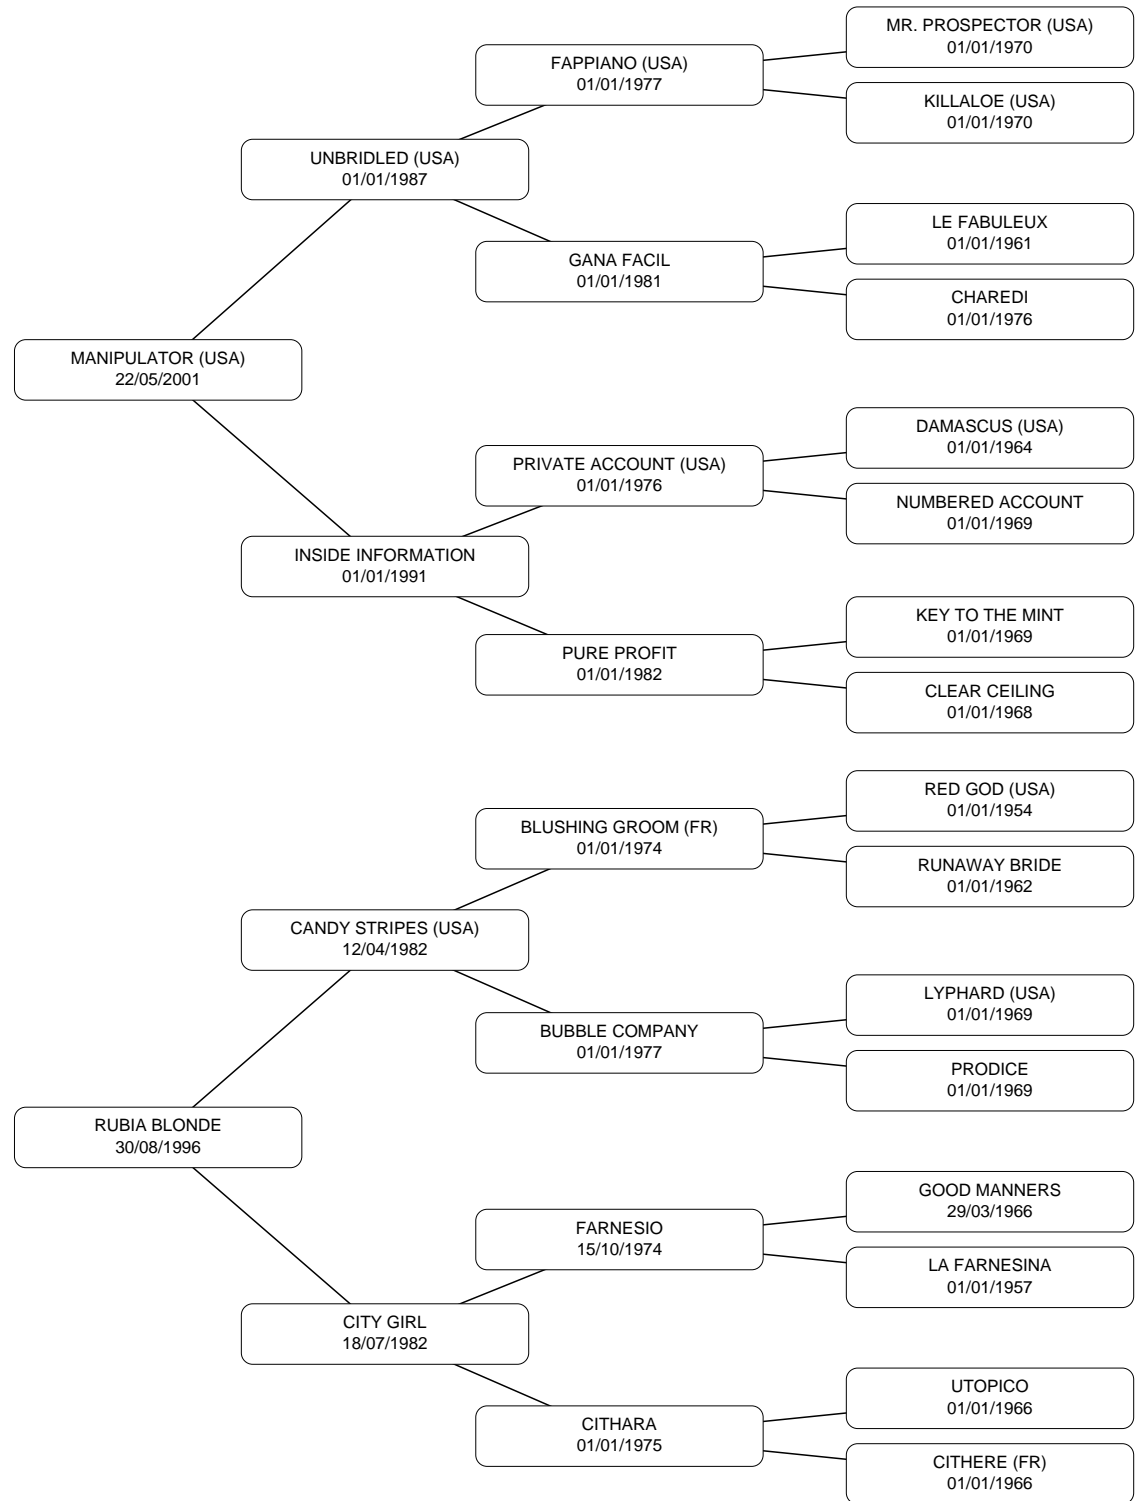 MR. PROSPECTOR (USA)
01/01/1970
FAPPIANO (USA)
01/01/1977
KILLALOE (USA)
01/01/1970
UNBRIDLED (USA)
01/01/1987
LE FABULEUX
01/01/1961
GANA FACIL
01/01/1981
CHAREDI
01/01/1976
MANIPULATOR (USA)
22/05/2001
DAMASCUS (USA)
01/01/1964
PRIVATE ACCOUNT (USA)
01/01/1976
NUMBERED ACCOUNT
01/01/1969
INSIDE INFORMATION
01/01/1991
KEY TO THE MINT
01/01/1969
PURE PROFIT
01/01/1982
CLEAR CEILING
01/01/1968
RED GOD (USA)
01/01/1954
BLUSHING GROOM (FR)
01/01/1974
RUNAWAY BRIDE
01/01/1962
CANDY STRIPES (USA)
12/04/1982
LYPHARD (USA)
01/01/1969
BUBBLE COMPANY
01/01/1977
PRODICE
01/01/1969
RUBIA BLONDE
30/08/1996
GOOD MANNERS
29/03/1966
FARNESIO
15/10/1974
LA FARNESINA
01/01/1957
CITY GIRL
18/07/1982
UTOPICO
01/01/1966
CITHARA
01/01/1975
CITHERE (FR)
01/01/1966